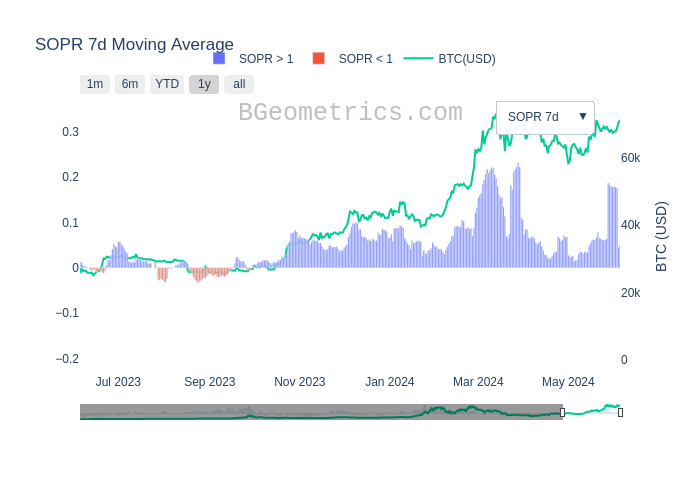 SOPR 7d Moving Average
SOPR > 1 SOPR < 1 BTC(USD)
1m 6m YTD 1y all
BGeometrics.com
SOPR 7d ▼
0.3
0.2
0.1
0
−0.1
−0.2
60k
40k
20k
0
BTC (USD)
Jul 2023 Sep 2023 Nov 2023 Jan 2024 Mar 2024 May 2024